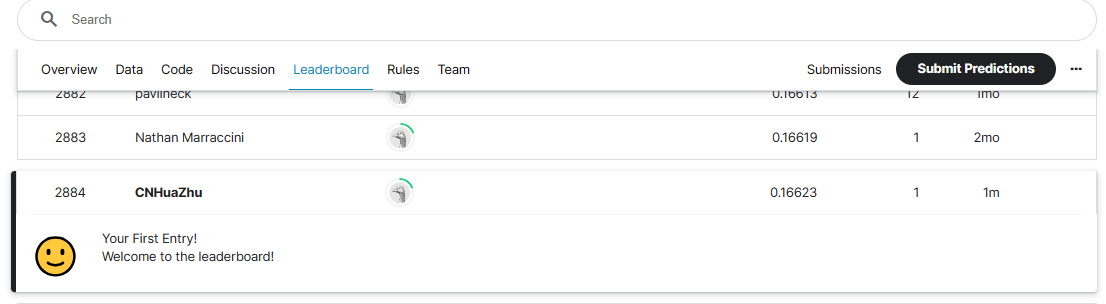 Search
Overview Data Code Discussion Leaderboard Rules Team Submissions Submit Predictions
2882 pavlineck 0.16613 12 1mo
2883 Nathan Marraccini 0.16619 1 2mo
2884 CNHuaZhu 0.16623 1 1m
Your First Entry!
Welcome to the leaderboard!